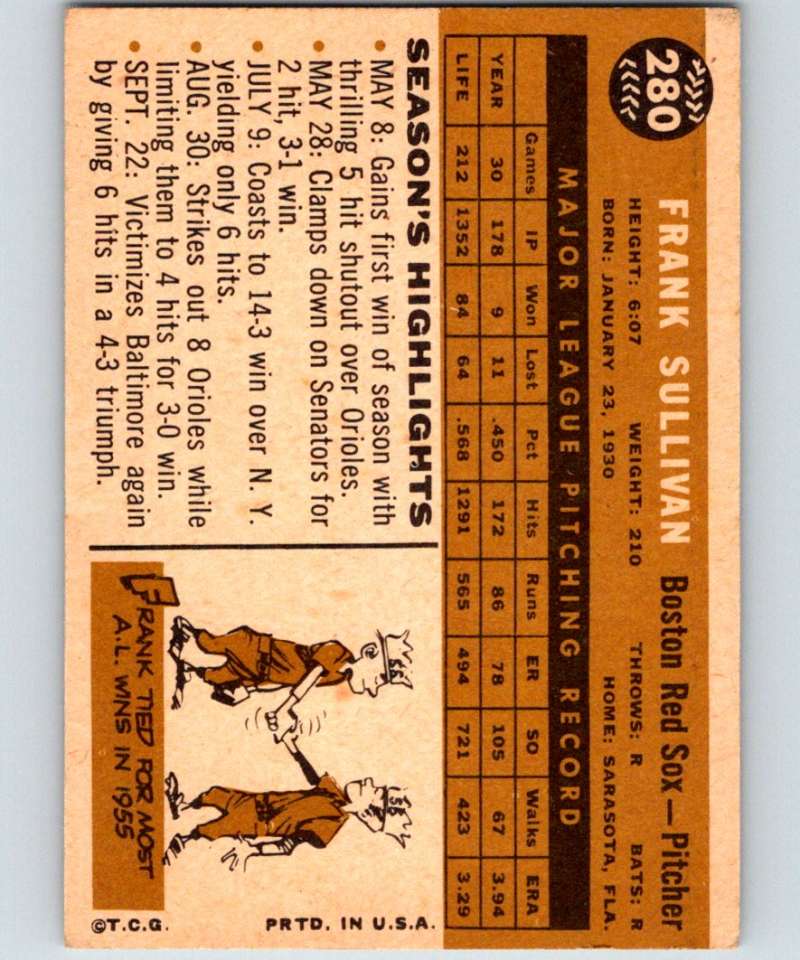 280
FRANK SULLIVAN Boston Red Sox—Pitcher
HEIGHT: 6:07 WEIGHT: 210 THROWS: R BATS: R
BORN: JANUARY 23, 1930 HOME: SARASOTA, FLA.
MAJOR LEAGUE PITCHING RECORD
Games IP Won Lost Pct Hits Runs ER SO Walks ERA
YEAR 30 178 9 11 .450 172 86 78 105 67 3.94
LIFE 212 1352 84 64 .568 1291 565 494 721 423 3.29
SEASON'S HIGHLIGHTS
• MAY 8: Gains first win of season with
thrilling 5 hit shutout over Orioles.
• MAY 28: Clamps down on Senators for
2 hit, 3-1 win.
• JULY 9: Coasts to 14-3 win over N. Y.
yielding only 6 hits.
• AUG. 30: Strikes out 8 Orioles while
limiting them to 4 hits for 3-0 win.
• SEPT. 22: Victimizes Baltimore again
by giving 6 hits in a 4-3 triumph.
FRANK TIED FOR MOST
A.L. WINS IN 1955
PRTD. IN U.S.A.
©T.C.G.